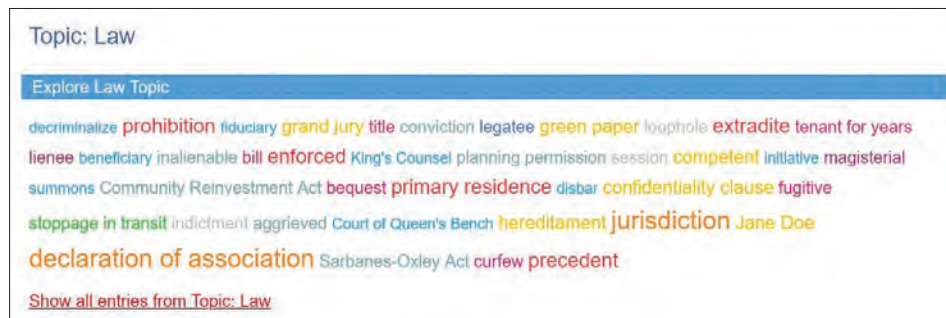 Topic: Law
Explore Law Topic
decriminalize prohibition fiduciary grand jury title conviction legatee green paper loophole extradite tenant for years
lienee beneficiary inalienable bill enforced King's Counsel planning permission session competent initiative magisterial
summons Community Reinvestment Act bequest primary residence disbar confidentiality clause fugitive
stoppage in transit indictment aggrieved Court of Queen's Bench hereditament jurisdiction Jane Doe
declaration of association Sarbanes-Oxley Act curfew precedent
Show all entries from Topic: Law